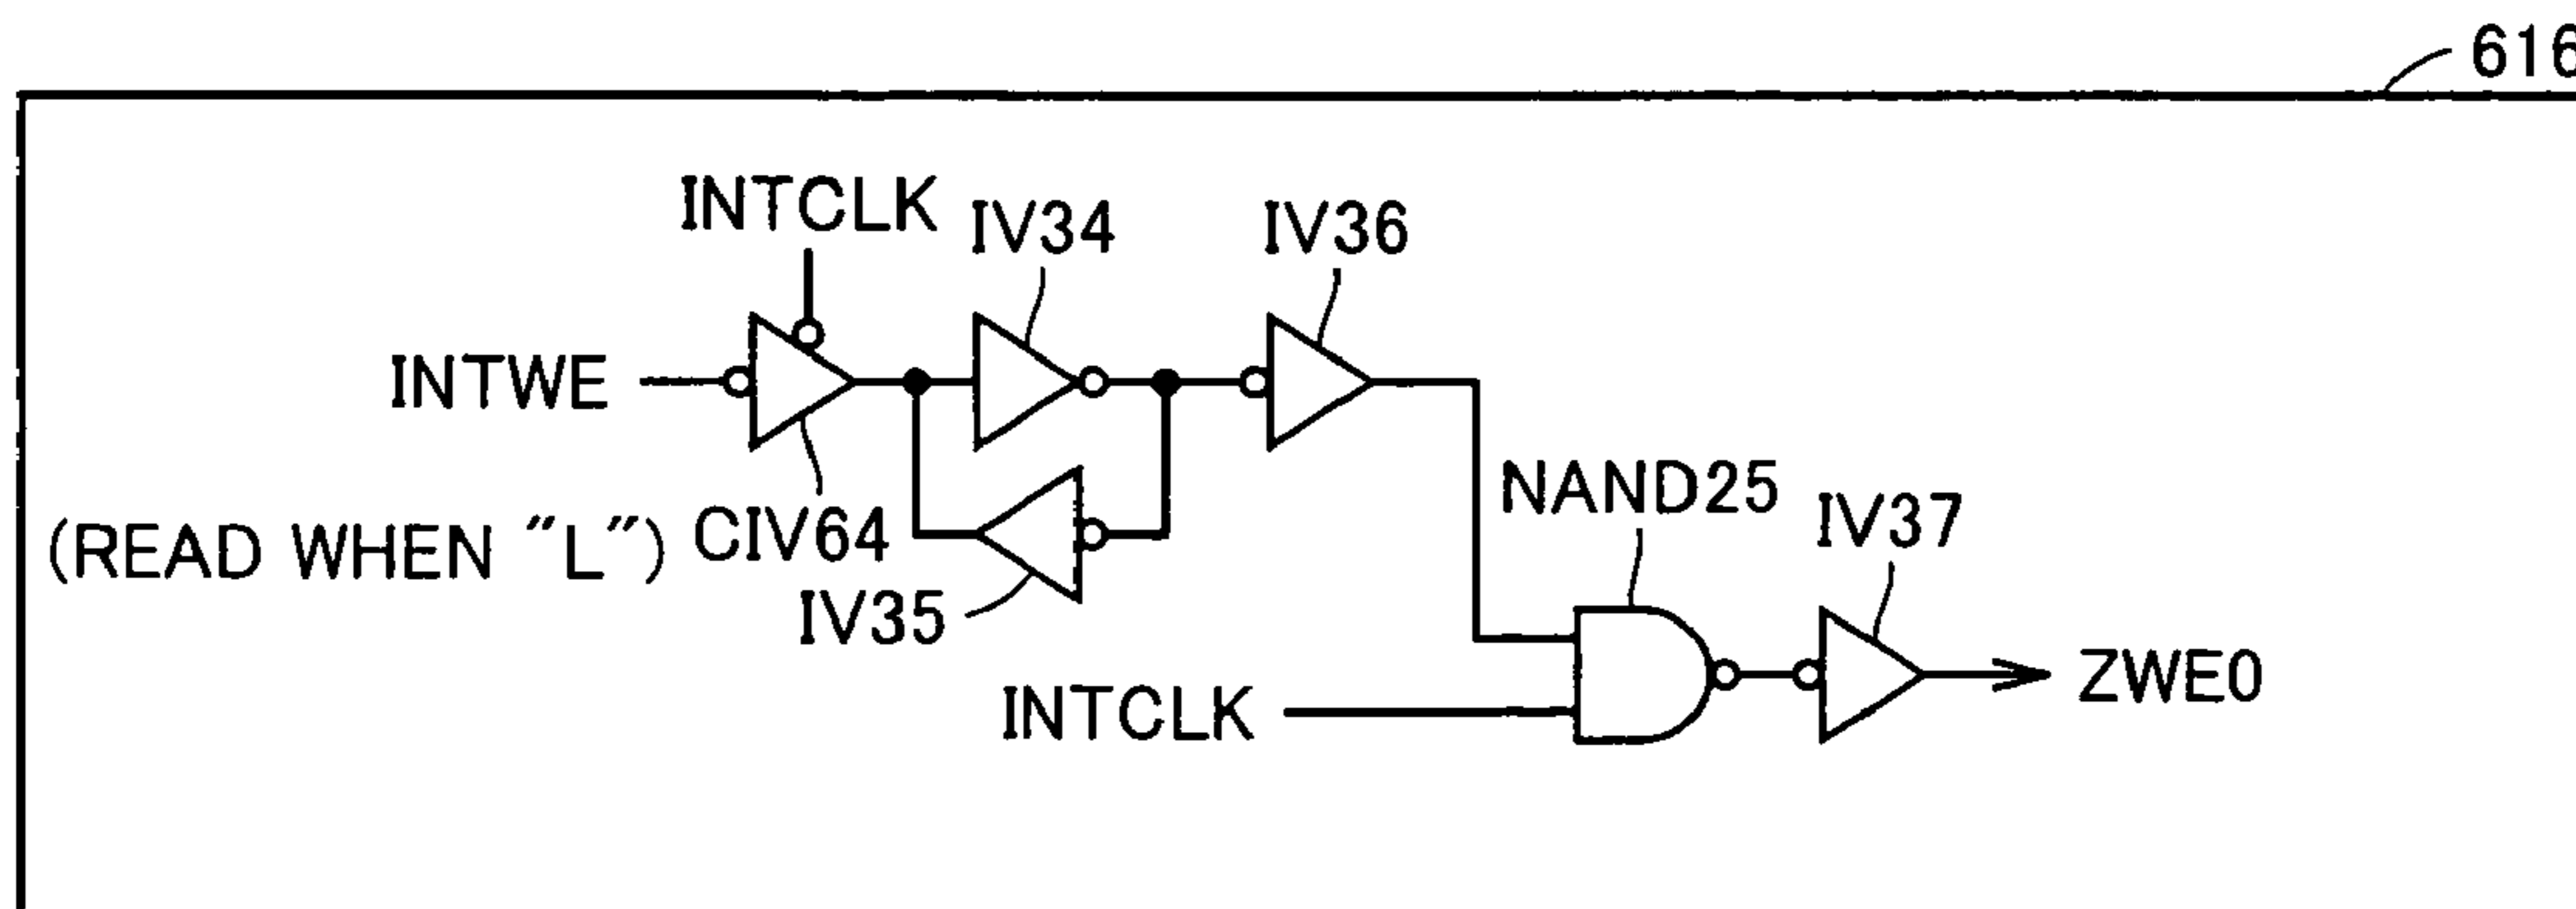 616
INTCLK
IV34
IV36
INTWE
(READ WHEN "L")
CIV64
IV35
NAND25
IV37
INTCLK
ZWE0